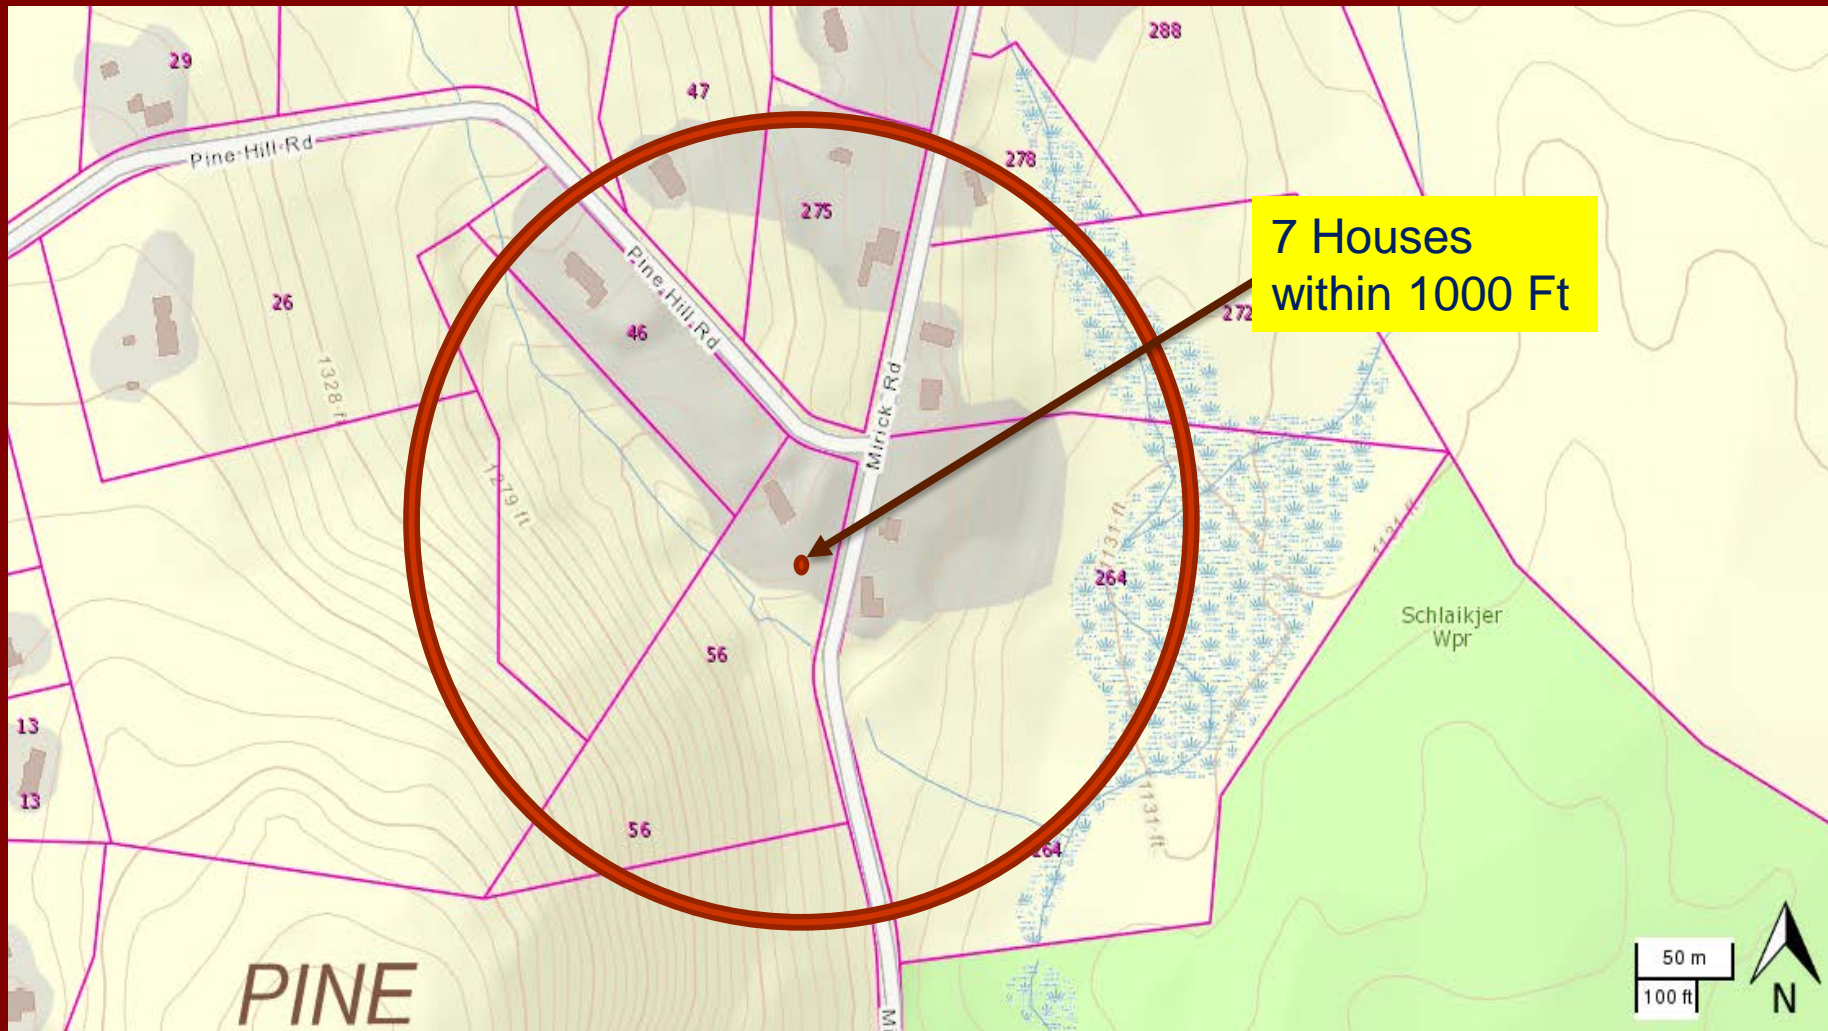 288
29
47
Pine Hill Rd
278
275
7 Houses
within 1000 Ft
Pine Hill Rd
26
272
46
1328 ft
Mirick Rd
1279 ft
1131 ft
1131 ft
264
Schlaikjer
Wpr
56
13
13
1131 ft
56
264
50 m
PINE
100 ft
N